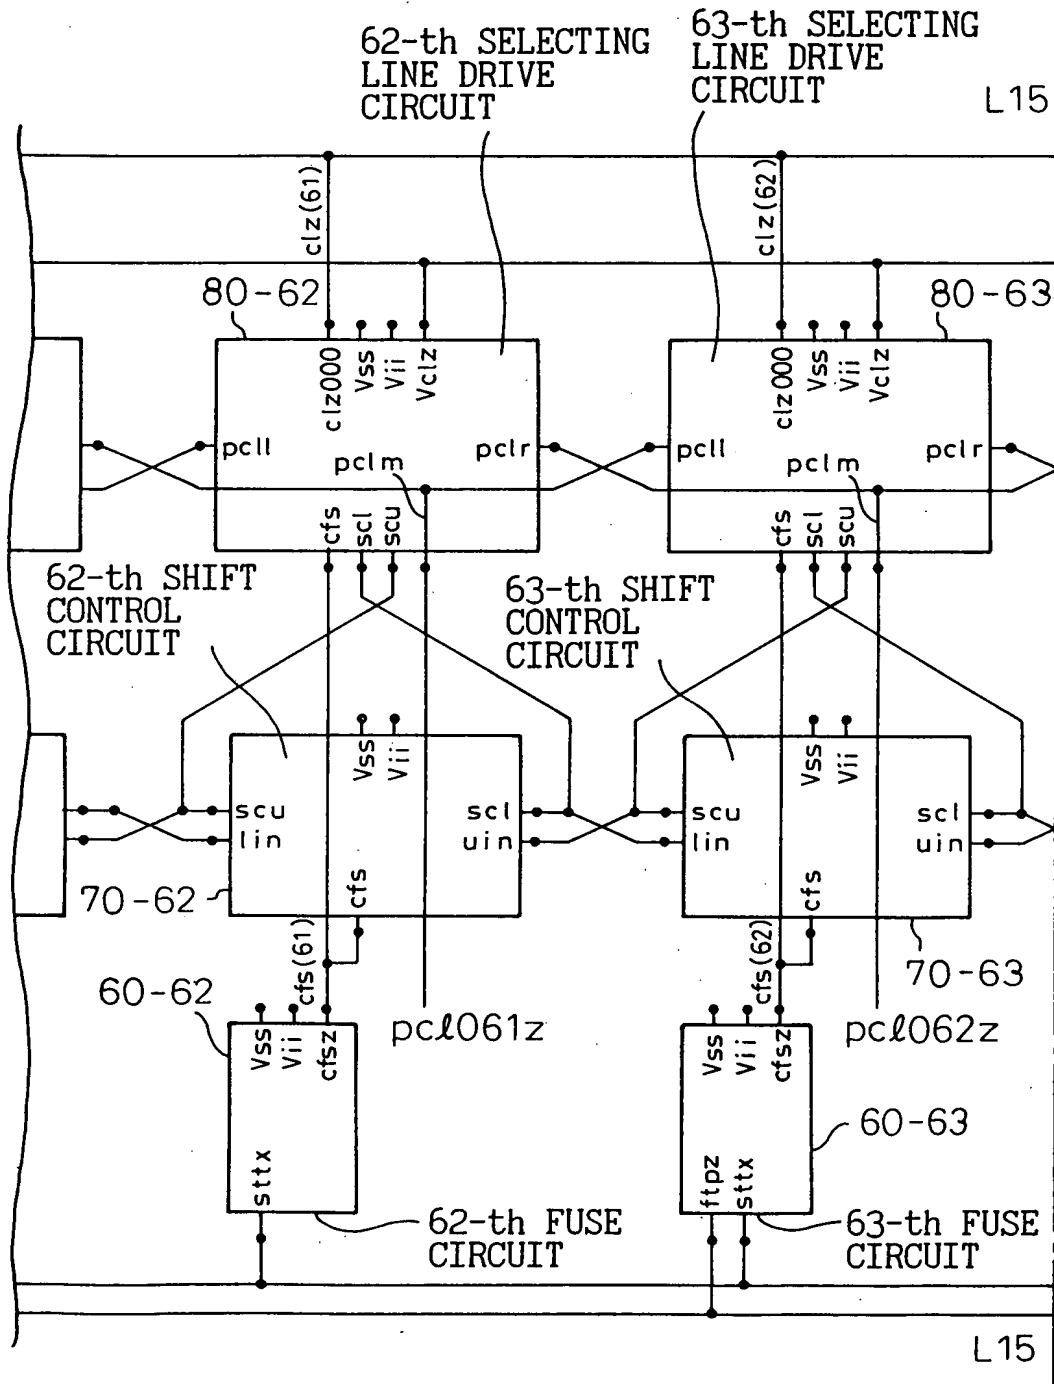 62-th SELECTING
LINE DRIVE
CIRCUIT
63-th SELECTING
LINE DRIVE
CIRCUIT
L15
clz(61)
clz(62)
80-62
80-63
clz000
Vss
Vii
Vclz
clz000
Vss
Vii
Vclz
pcll
pclm
pclr
pcll
pclm
pclr
cfs
scl
scu
cfs
scl
scu
62-th SHIFT
CONTROL
CIRCUIT
63-th SHIFT
CONTROL
CIRCUIT
Vss
Vii
Vss
Vii
scu
lin
scl
uin
scu
lin
scl
uin
cfs
cfs
70-62
70-63
cfs(61)
cfs(62)
60-62
pcl061z
pcl062z
Vss
Vii
cfsz
Vss
Vii
cfsz
60-63
sttx
ftpz
sttx
62-th FUSE
CIRCUIT
63-th FUSE
CIRCUIT
L15